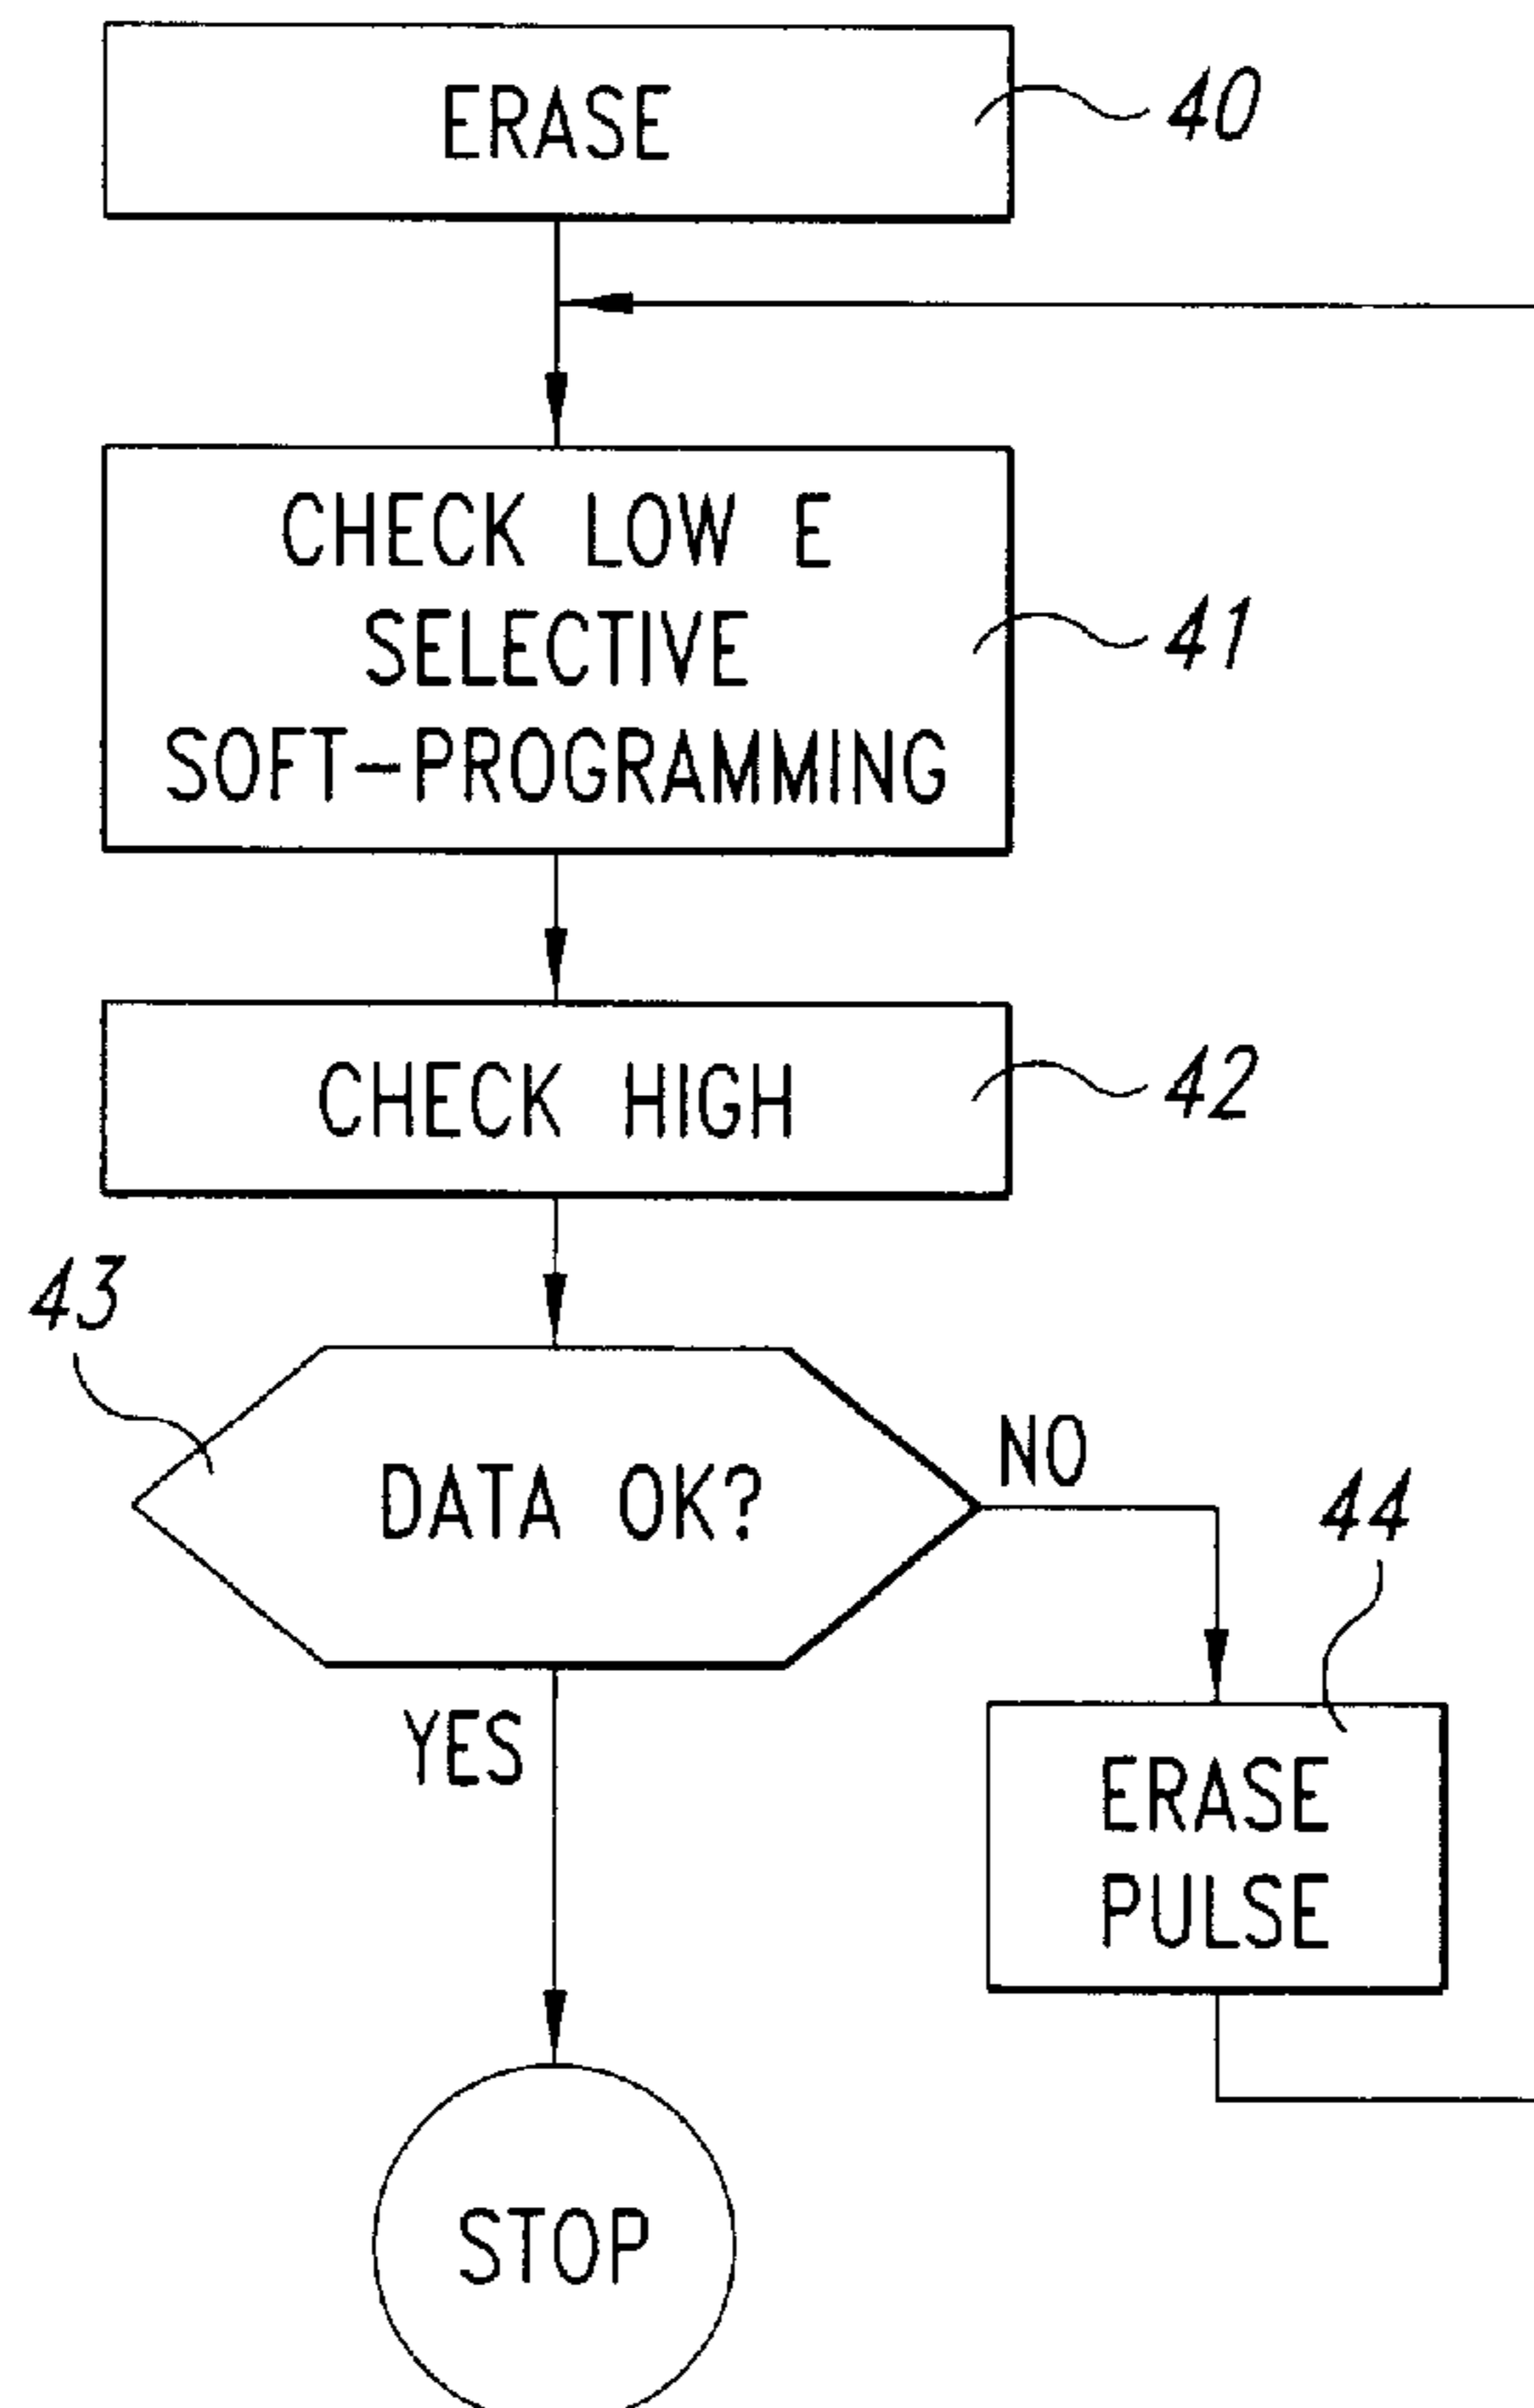 ERASE
40
CHECK LOW E
SELECTIVE
SOFT-PROGRAMMING
41
CHECK HIGH
42
43
DATA OK?
NO
44
YES
ERASE
PULSE
STOP